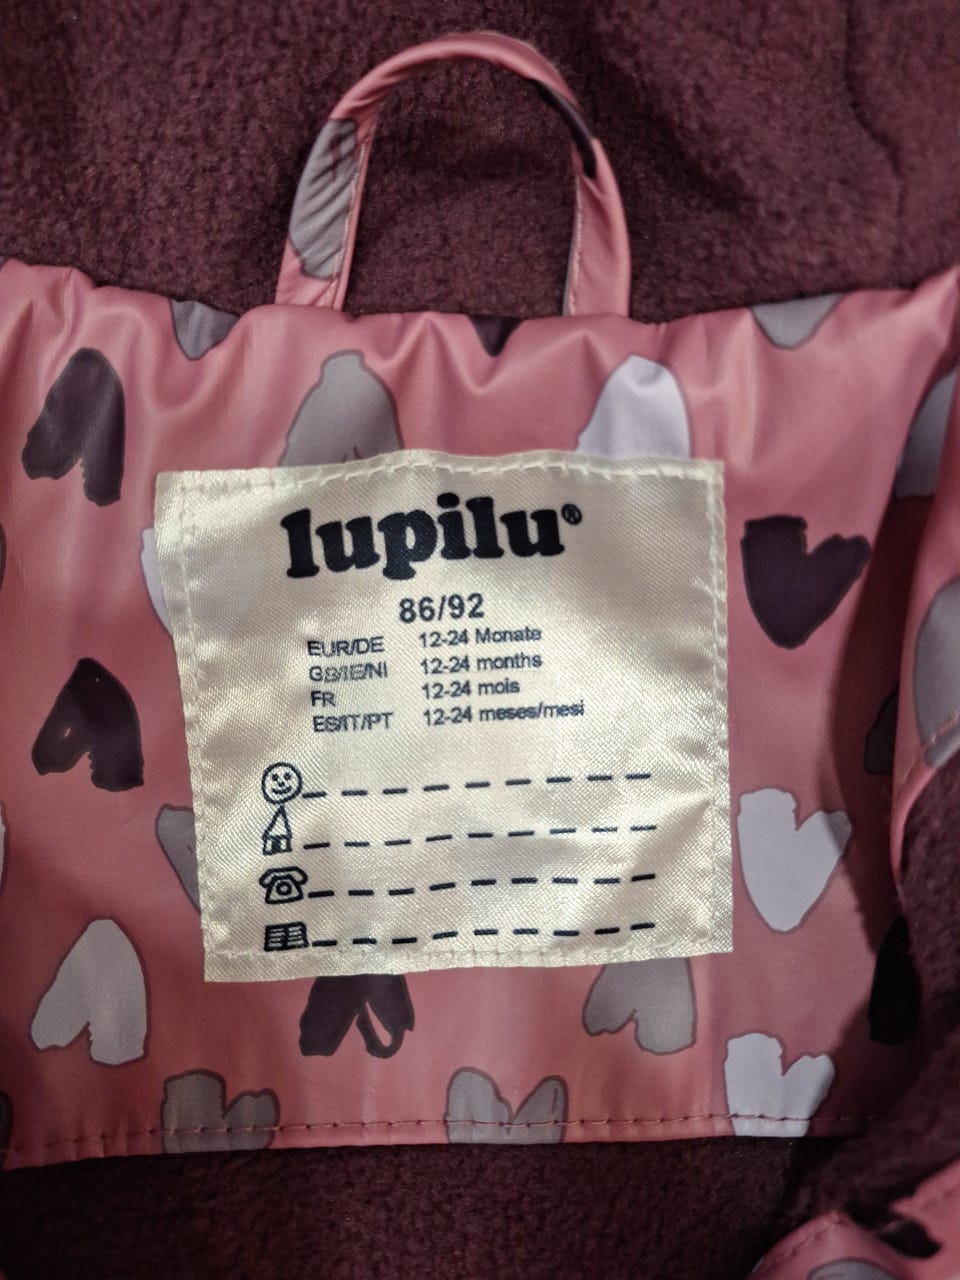 lupilu®
86/92
EUR/DE 12-24 Monate
GB/IE/NI 12-24 months
FR 12-24 mois
ES/IT/PT 12-24 meses/mesi